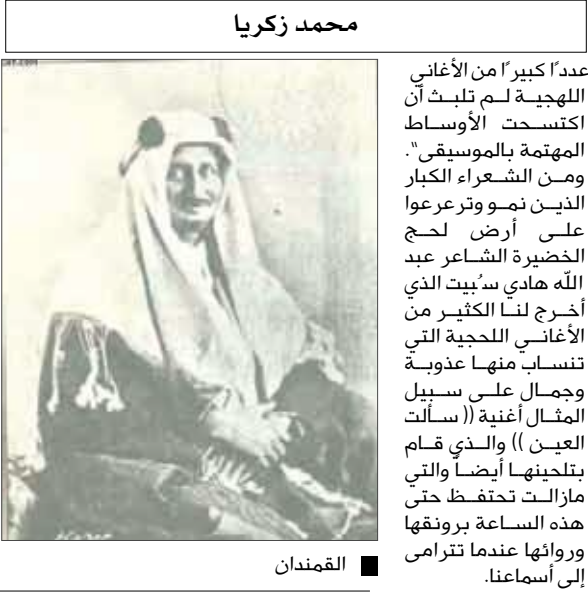 محمد زكريا
عددًا كبيرًا من الأغاني
اللهجية لم تلبث أن
اكتسحت الأوساط
المهتمة بالموسيقى“.
ومن الشعراء الكبار
الذين نمو وترعرعوا
على أرض لحج
الخضيرة الشاعر عبد
الله هادي سُبيت الذي
أخرج لنا الكثير من
الأغاني اللحجية التي
تنساب منها عذوبة
وجمال على سبيل
المثال أغنية (( سألت
العين )) والذي قام
بتلحينها أيضاً والتي
مازالت تحتفظ حتى
هذه الساعة برونقها
وروائها عندما تترامى
إلى أسماعنا.
القمندان